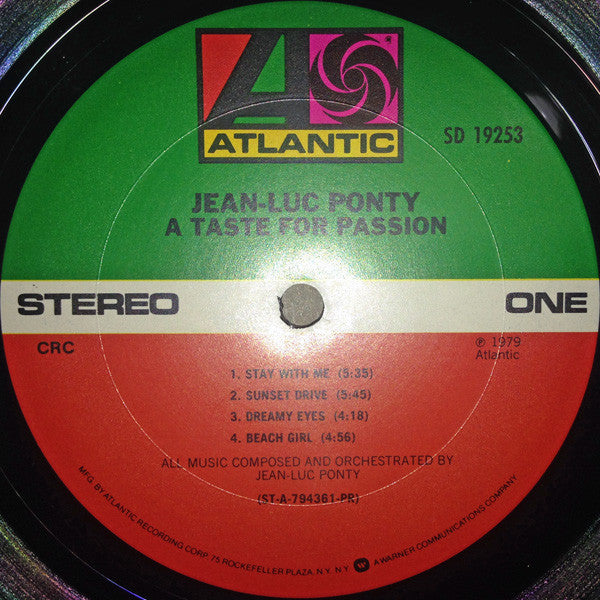 ATLANTIC
®
SD 19253
JEAN-LUC PONTY
A TASTE FOR PASSION
STEREO
ONE
CRC
℗ 1979
Atlantic
1. STAY WITH ME (5:35)
2. SUNSET DRIVE (5:45)
3. DREAMY EYES (4:18)
4. BEACH GIRL (4:56)
ALL MUSIC COMPOSED AND ORCHESTRATED BY
JEAN-LUC PONTY
(ST-A-794361-PR)
MFG. BY ATLANTIC RECORDING CORP. 75 ROCKEFELLER PLAZA, N.Y. N.Y. A WARNER COMMUNICATIONS COMPANY